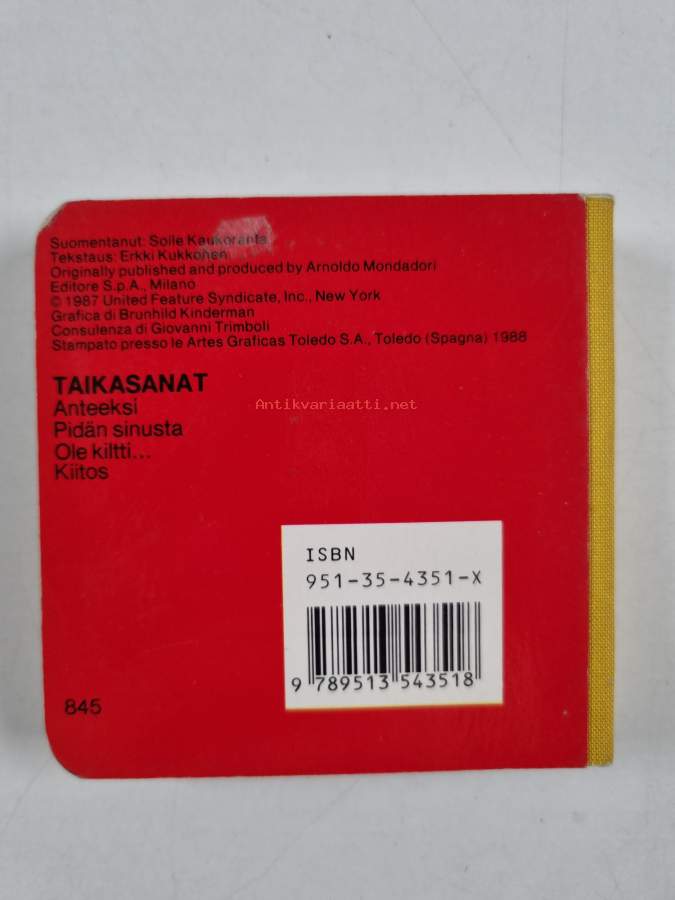 Suomentanut: Soile Kaukoranta
Tekstaus: Erkki Kukkonen
Originally published and produced by Arnoldo Mondadori
Editore S.p.A., Milano
© 1987 United Feature Syndicate, Inc., New York
Grafica di Brunhild Kinderman
Consulenza di Giovanni Trimboli
Stampato presso le Artes Graficas Toledo S.A., Toledo (Spagna) 1988
TAIKASANAT
Anteeksi
Pidän sinusta
Ole kiltti...
Kiitos
Antikvariaatti.net
ISBN
951-35-4351-X
9 789513 543518
845